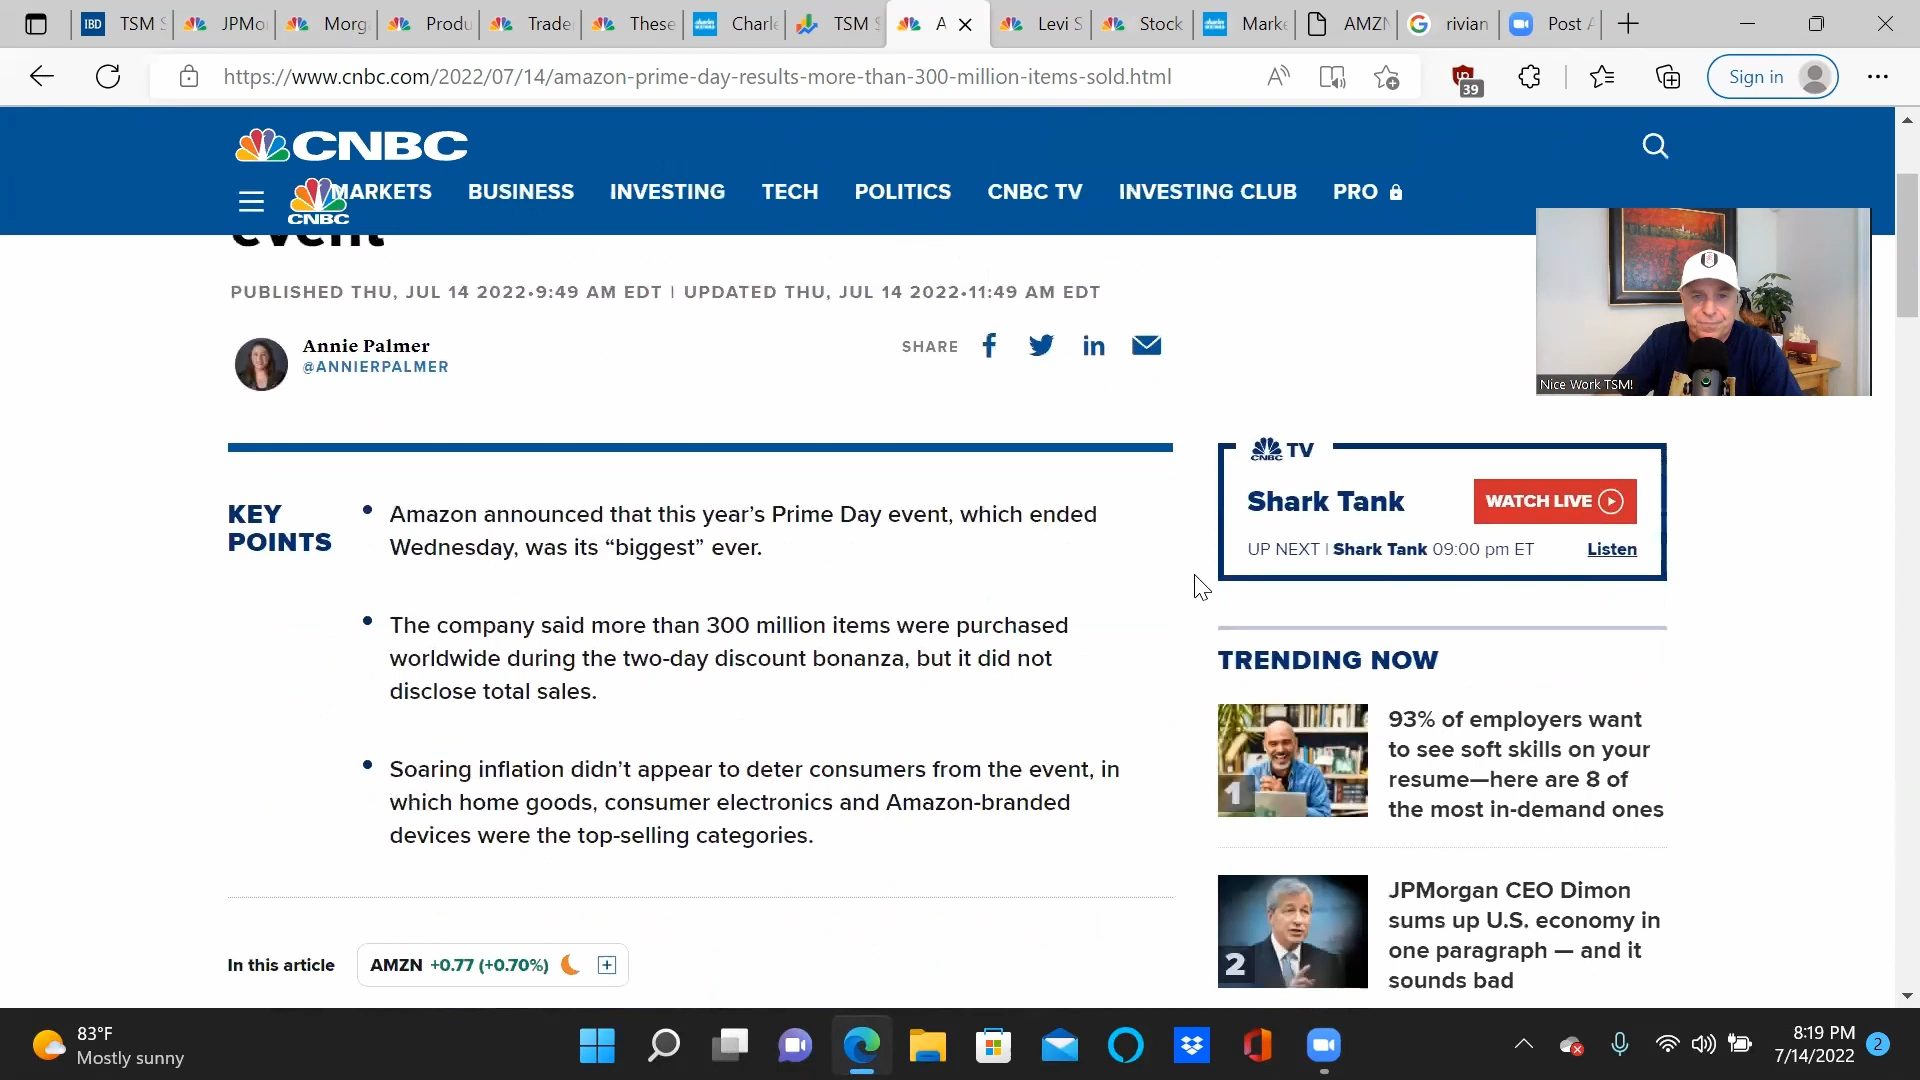 IBD TSM S
JPMo
Morg
Produ
Trade
These
Charl
TSM S
A
Levi S
Stock
Marke
AMZN
rivian
Post A
https://www.cnbc.com/2022/07/14/amazon-prime-day-results-more-than-300-million-items-sold.html
39
Sign in
CNBC
CNBC
MARKETS BUSINESS INVESTING TECH POLITICS CNBC TV INVESTING CLUB PRO
event
PUBLISHED THU, JUL 14 2022•9:49 AM EDT | UPDATED THU, JUL 14 2022•11:49 AM EDT
Annie Palmer
@ANNIERPALMER
SHARE
Nice Work TSM!
KEY
POINTS
Amazon announced that this year’s Prime Day event, which ended
Wednesday, was its “biggest” ever.
The company said more than 300 million items were purchased
worldwide during the two-day discount bonanza, but it did not
disclose total sales.
Soaring inflation didn’t appear to deter consumers from the event, in
which home goods, consumer electronics and Amazon-branded
devices were the top-selling categories.
In this article
AMZN +0.77 (+0.70%)
CNBC TV
Shark Tank
WATCH LIVE
UP NEXT | Shark Tank 09:00 pm ET
Listen
TRENDING NOW
1
93% of employers want
to see soft skills on your
resume—here are 8 of
the most in-demand ones
2
JPMorgan CEO Dimon
sums up U.S. economy in
one paragraph — and it
sounds bad
83°F
Mostly sunny
8:19 PM
7/14/2022
2